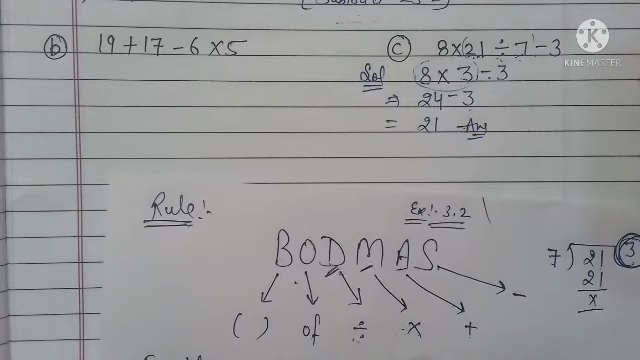 (b) 19 + 17 - 6 × 5
(c) 8 × 21 ÷ 7 - 3
Sol 8 × 3 - 3
⇒ 24 - 3
= 21 Ans
KINEMASTER
Rule:-
Ex:- 3.2
BODMAS
( ) of ÷ × + -
7) 21 (3
21
x